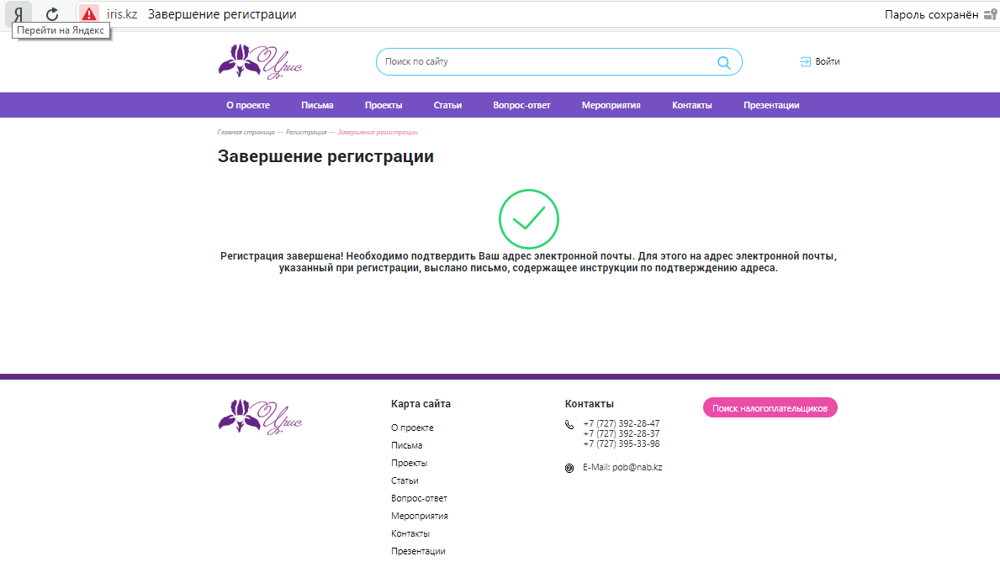 Я
iris.kz Завершение регистрации
Пароль сохранён
Перейти на Яндекс
Ирис
Поиск по сайту
Войти
О проекте Письма Проекты Статьи Вопрос-ответ Мероприятия Контакты Презентации
Главная страница — Регистрация — Завершение регистрации
Завершение регистрации
Регистрация завершена! Необходимо подтвердить Ваш адрес электронной почты. Для этого на адрес электронной почты,
указанный при регистрации, выслано письмо, содержащее инструкции по подтверждению адреса.
Ирис
Карта сайта
О проекте
Письма
Проекты
Статьи
Вопрос-ответ
Мероприятия
Контакты
Презентации
Контакты
+7 (727) 392-28-47
+7 (727) 392-28-37
+7 (727) 395-33-98
E-Mail: pob@nab.kz
Поиск налогоплательщиков